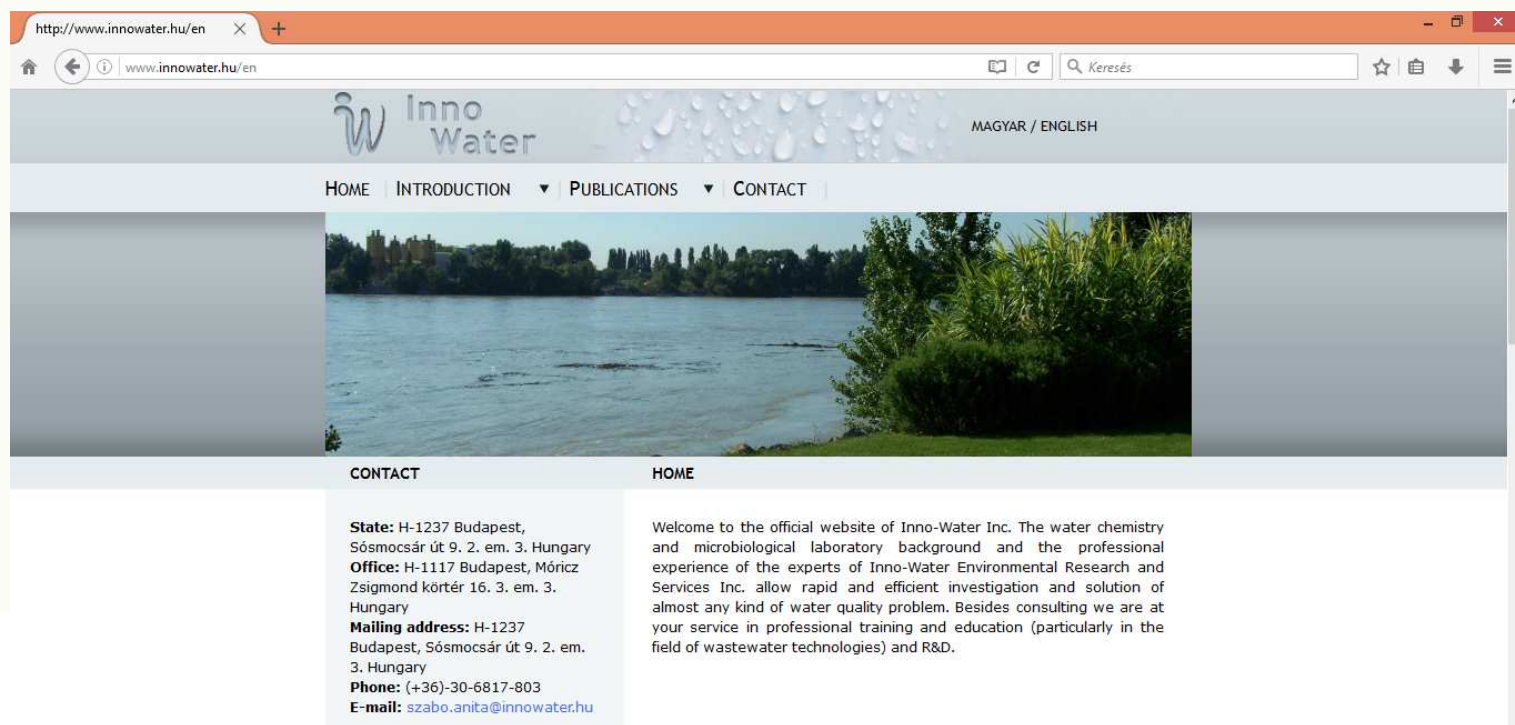 http://www.innowater.hu/en
www.innowater.hu/en
Keresés
Inno
Water
MAGYAR / ENGLISH
HOME
INTRODUCTION
PUBLICATIONS
CONTACT
CONTACT
State: H-1237 Budapest,
Sósmocsár út 9. 2. em. 3. Hungary
Office: H-1117 Budapest, Móricz
Zsigmond körtér 16. 3. em. 3.
Hungary
Mailing address: H-1237
Budapest, Sósmocsár út 9. 2. em.
3. Hungary
Phone: (+36)-30-6817-803
E-mail: szabo.anita@innowater.hu
HOME
Welcome to the official website of Inno-Water Inc. The water chemistry
and microbiological laboratory background and the professional
experience of the experts of Inno-Water Environmental Research and
Services Inc. allow rapid and efficient investigation and solution of
almost any kind of water quality problem. Besides consulting we are at
your service in professional training and education (particularly in the
field of wastewater technologies) and R&D.